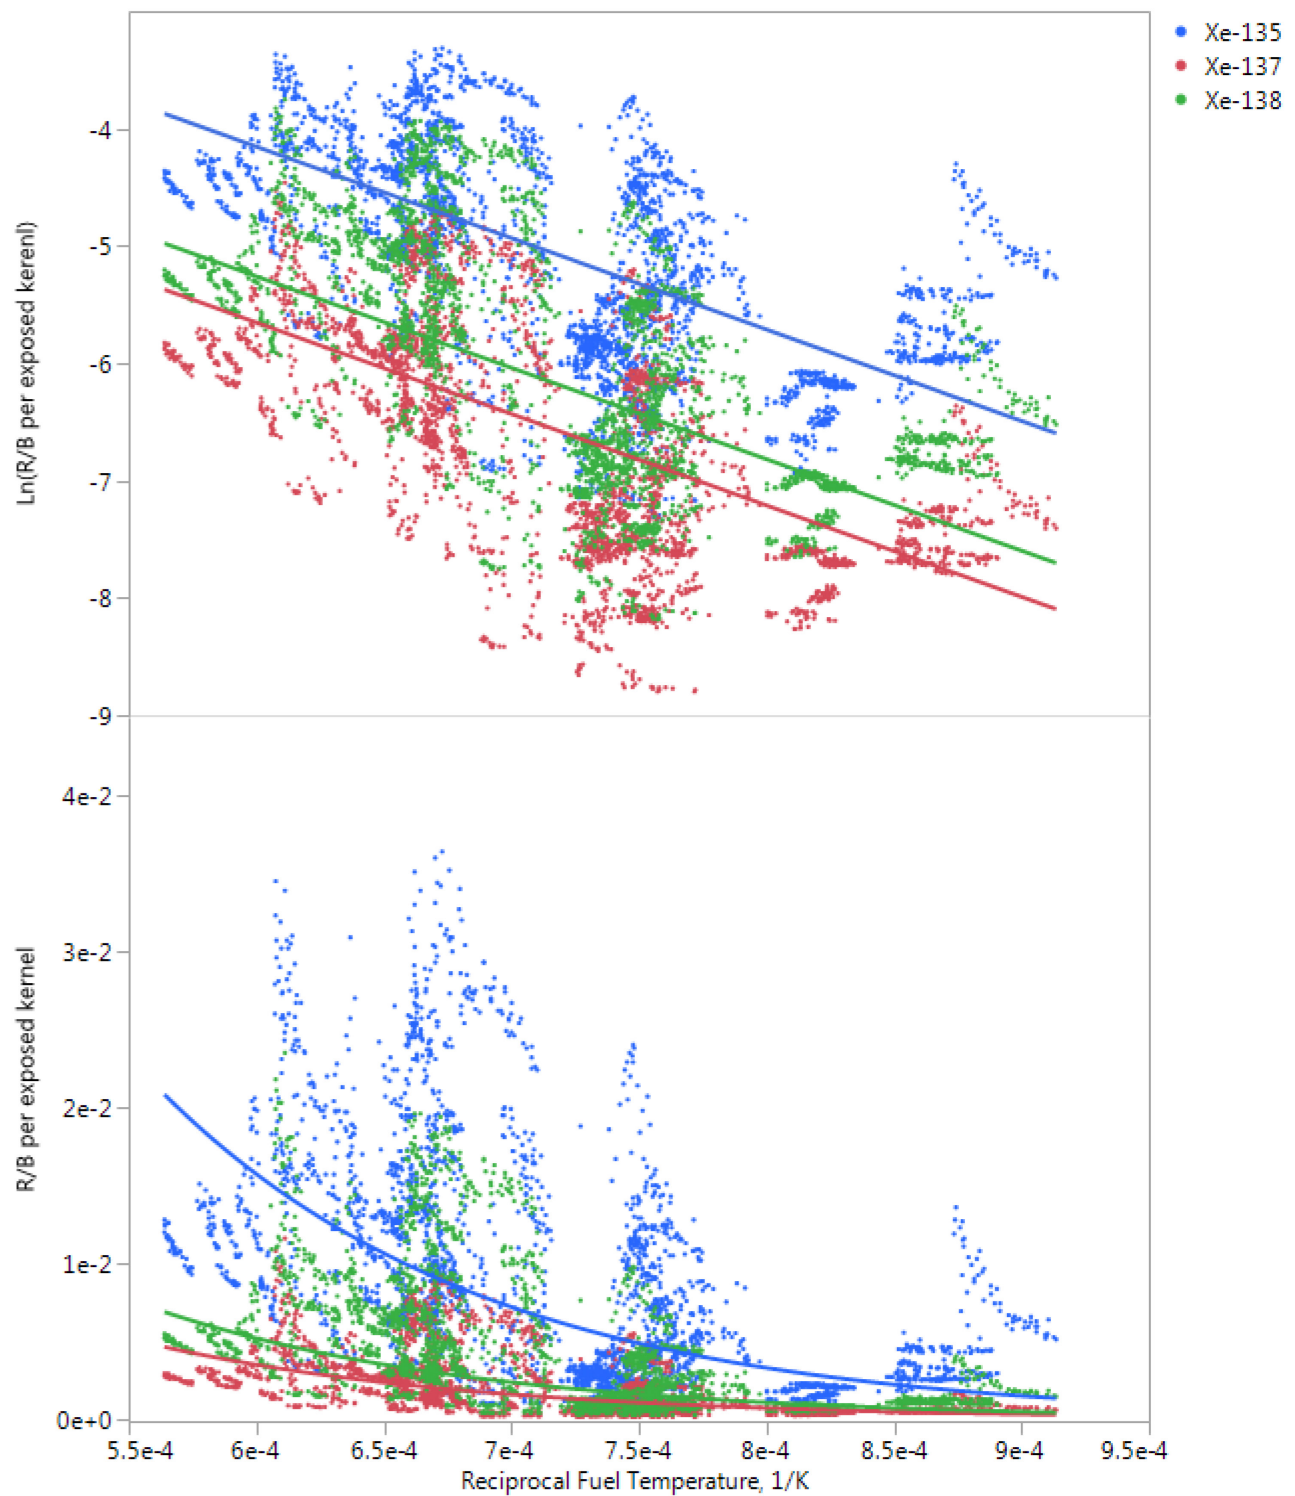 Xe-135
Xe-137
Xe-138
Ln(R/B per exposed kerenl)
-4
-5
-6
-7
-8
-9
R/B per exposed kernel
4e-2
3e-2
2e-2
1e-2
0e+0
5.5e-4 6e-4 6.5e-4 7e-4 7.5e-4 8e-4 8.5e-4 9e-4 9.5e-4
Reciprocal Fuel Temperature, 1/K